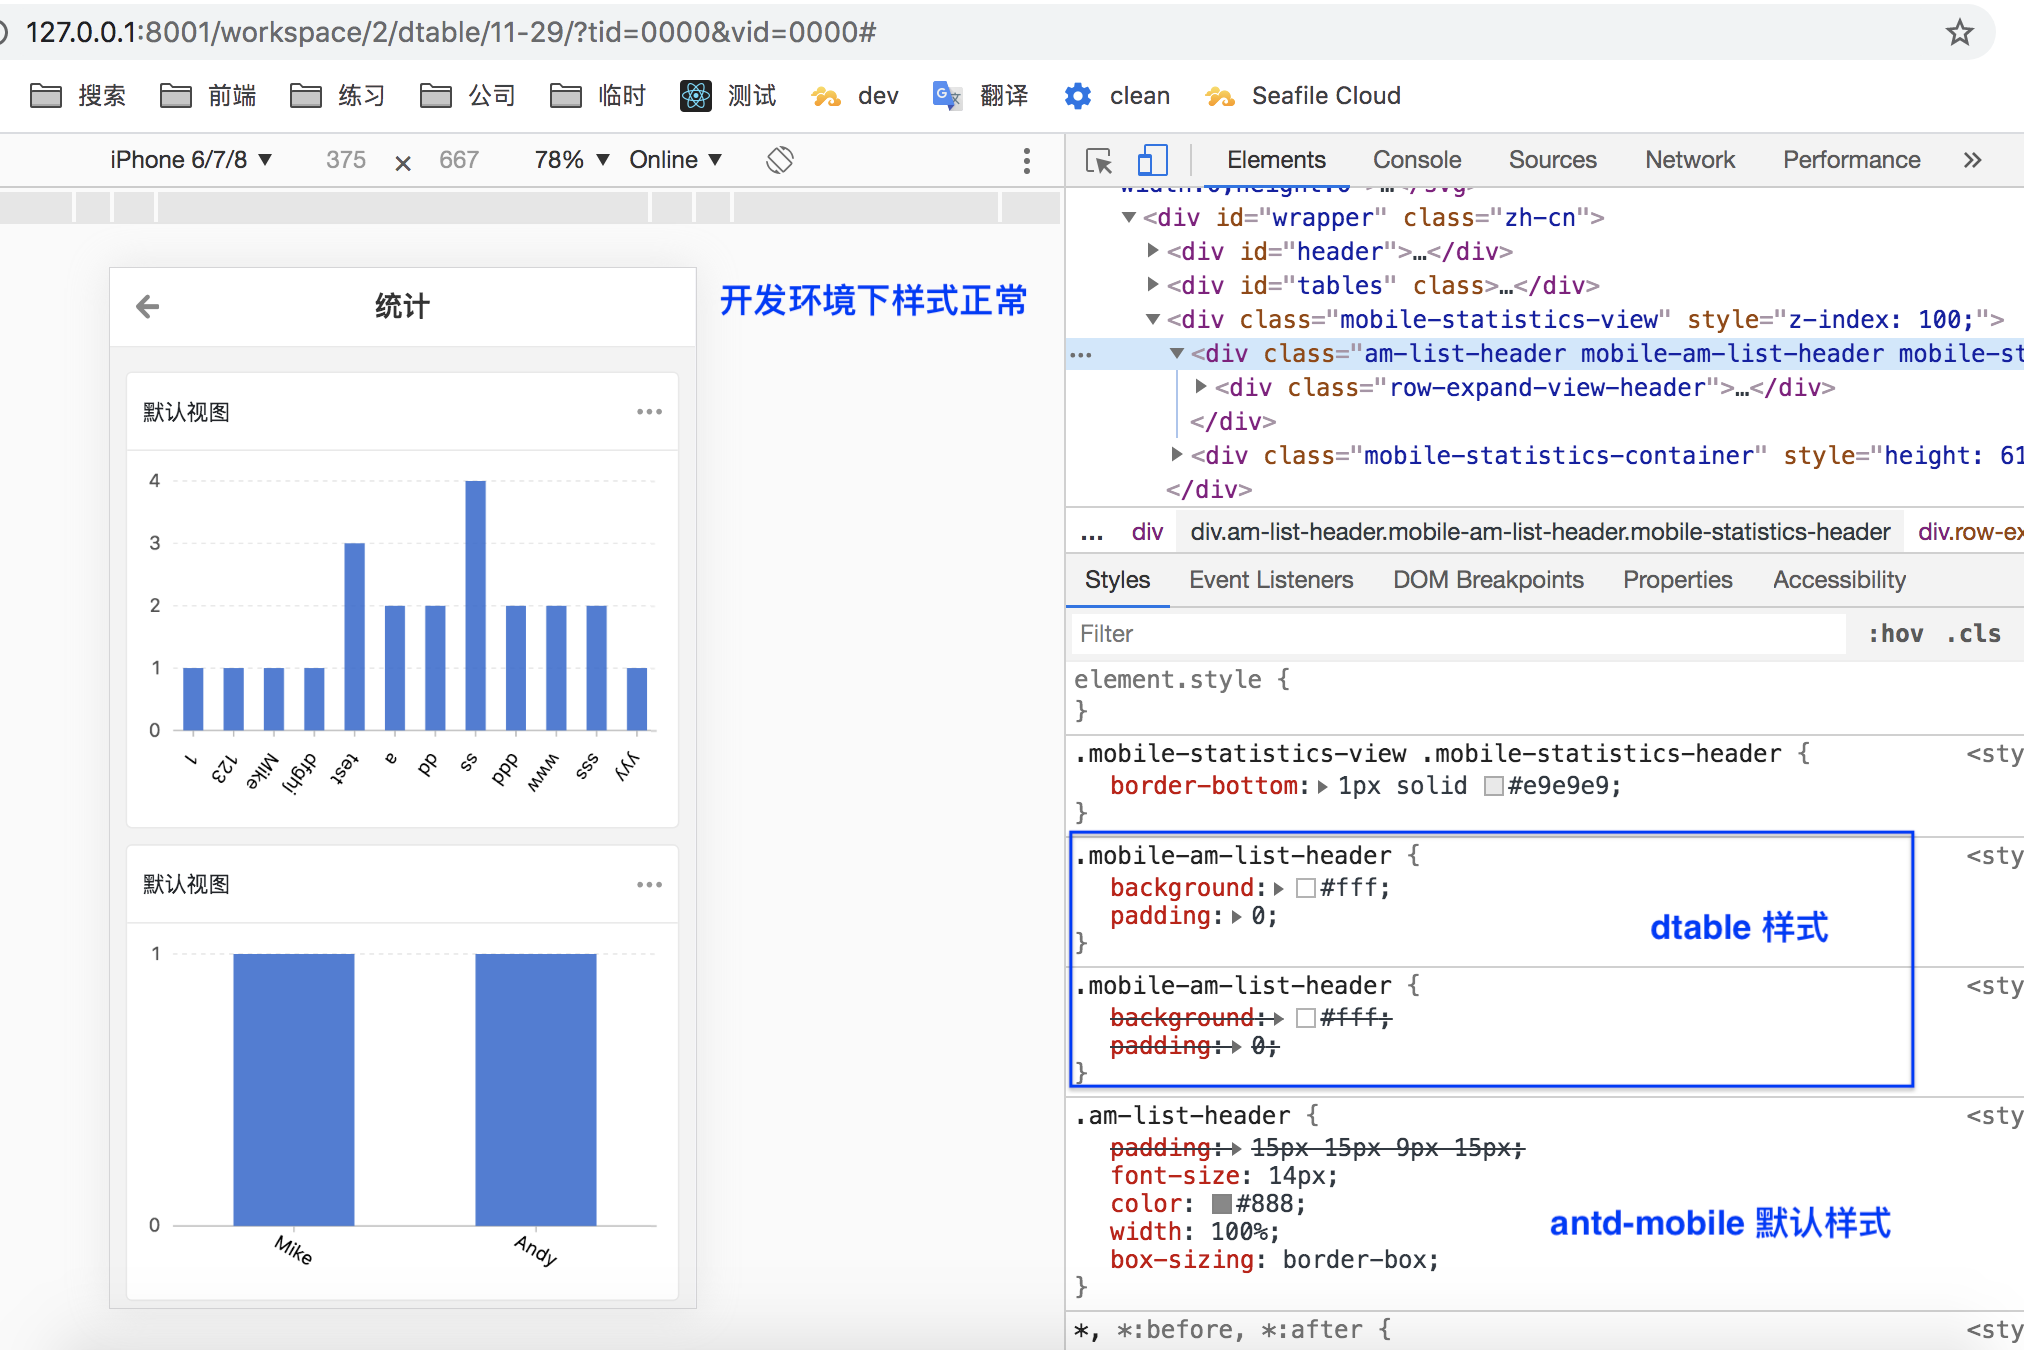 127.0.0.1:8001/workspace/2/dtable/11-29/?tid=0000&vid=0000#
搜索 前端 练习 公司 临时 测试 dev 翻译 clean Seafile Cloud
iPhone 6/7/8 ▼ 375 × 667 78% ▼ Online ▼
Elements Console Sources Network Performance »
▼<div id="wrapper" class="zh-cn">
▶<div id="header">…</div>
▶<div id="tables" class>…</div>
▼<div class="mobile-statistics-view" style="z-index: 100;">
… ▼<div class="am-list-header mobile-am-list-header mobile-st
▶<div class="row-expand-view-header">…</div>
</div>
▶<div class="mobile-statistics-container" style="height: 61
</div>
… div div.am-list-header.mobile-am-list-header.mobile-statistics-header div.row-ex
Styles Event Listeners DOM Breakpoints Properties Accessibility
Filter :hov .cls
element.style {
}
.mobile-statistics-view .mobile-statistics-header { <sty
border-bottom: ▶ 1px solid #e9e9e9;
}
.mobile-am-list-header { <sty
background: ▶ #fff;
padding: ▶ 0;
}
dtable 样式
.mobile-am-list-header { <sty
background: ▶ #fff;
padding: ▶ 0;
}
.am-list-header { <sty
padding: ▶ 15px 15px 9px 15px;
font-size: 14px;
color: #888;
width: 100%;
box-sizing: border-box;
}
antd-mobile 默认样式
*, *:before, *:after { <sty
开发环境下样式正常
统计
默认视图
4
3
2
1
0
1 123 Mike dfghj test a dd ss ddd www sss yyy
默认视图
1
0
Mike Andy